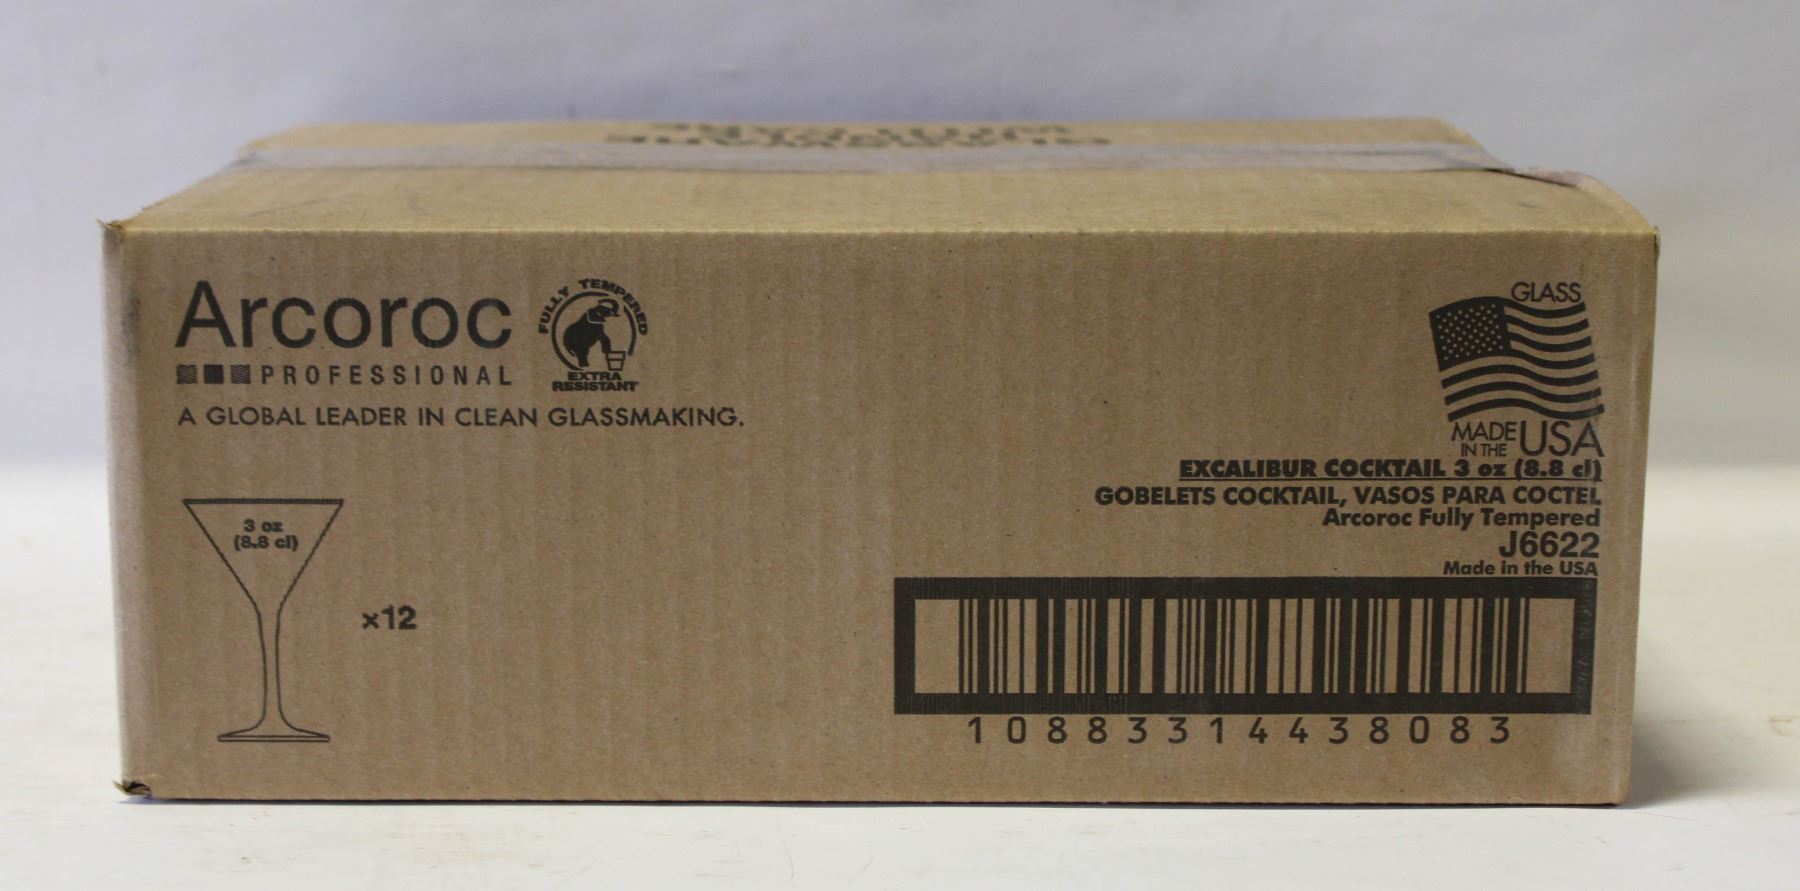 Arcoroc
PROFESSIONAL
FULLY TEMPERED
EXTRA
RESISTANT
A GLOBAL LEADER IN CLEAN GLASSMAKING.
3 oz
(8.8 cl)
x12
GLASS
MADE IN THE USA
EXCALIBUR COCKTAIL 3 oz (8.8 cl)
GOBELETS COCKTAIL, VASOS PARA COCTEL
Arcoroc Fully Tempered
J6622
Made in the USA
10883314438083